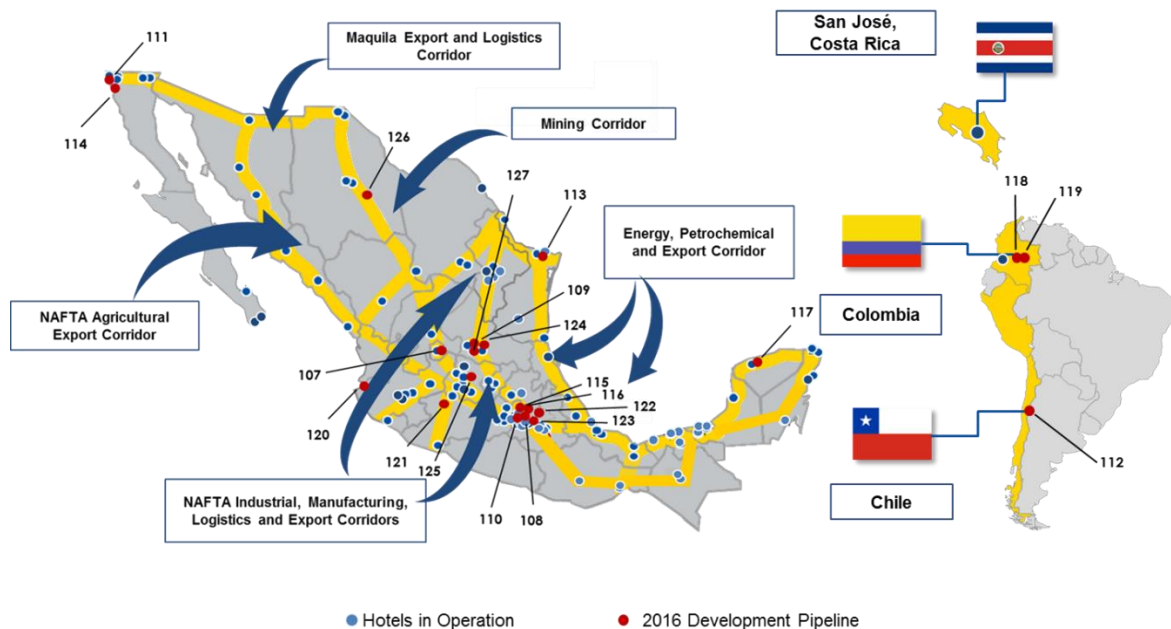 San José,
Costa Rica
111
Maquila Export and Logistics
Corridor
Mining Corridor
114
126
127
113
118
119
Energy, Petrochemical
and Export Corridor
NAFTA Agricultural
Export Corridor
109
124
Colombia
117
107
115
116
122
123
120
121
125
110
108
112
NAFTA Industrial, Manufacturing,
Logistics and Export Corridors
Chile
Hotels in Operation
2016 Development Pipeline